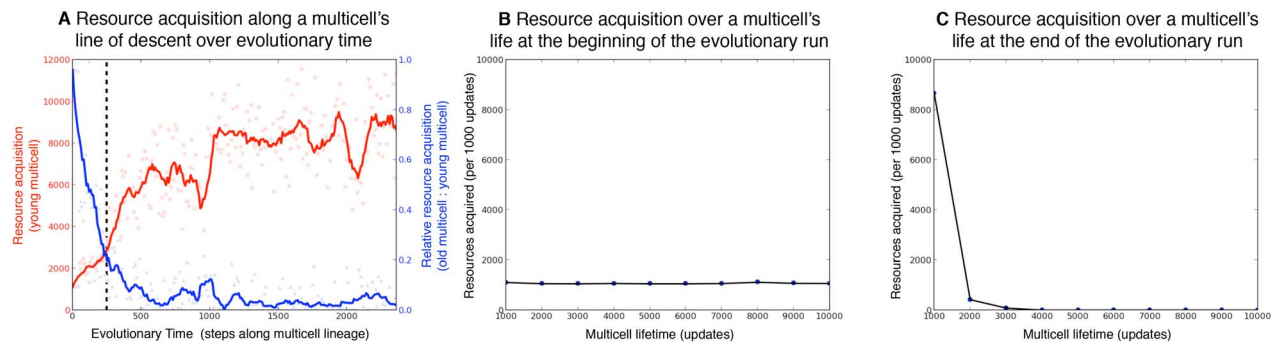 A Resource acquisition along a multicell's
line of descent over evolutionary time
12000
10000
8000
6000
4000
2000
0
Resource acquisition
(young multicell)
1.0
0.8
0.6
0.4
0.2
0.0
Relative resource acquisition
(old multicell : young multicell)
0 500 1000 1500 2000
Evolutionary Time (steps along multicell lineage)
B Resource acquisition over a multicell's
life at the beginning of the evolutionary run
10000
8000
6000
4000
2000
0
Resources acquired (per 1000 updates)
1000 2000 3000 4000 5000 6000 7000 8000 9000 10000
Multicell lifetime (updates)
C Resource acquisition over a multicell's
life at the end of the evolutionary run
10000
8000
6000
4000
2000
0
Resources acquired (per 1000 updates)
1000 2000 3000 4000 5000 6000 7000 8000 9000 10000
Multicell lifetime (updates)